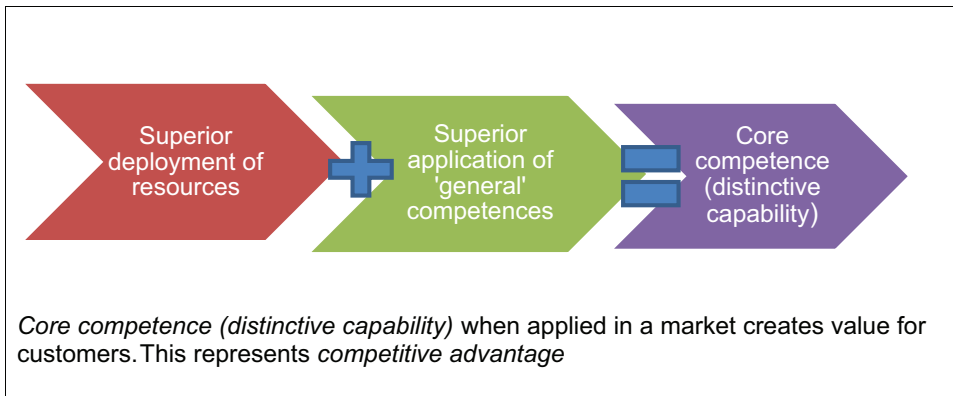 Superior
deployment of
resources
Superior
application of
'general'
competences
Core
competence
(distinctive
capability)
Core competence (distinctive capability) when applied in a market creates value for
customers. This represents competitive advantage